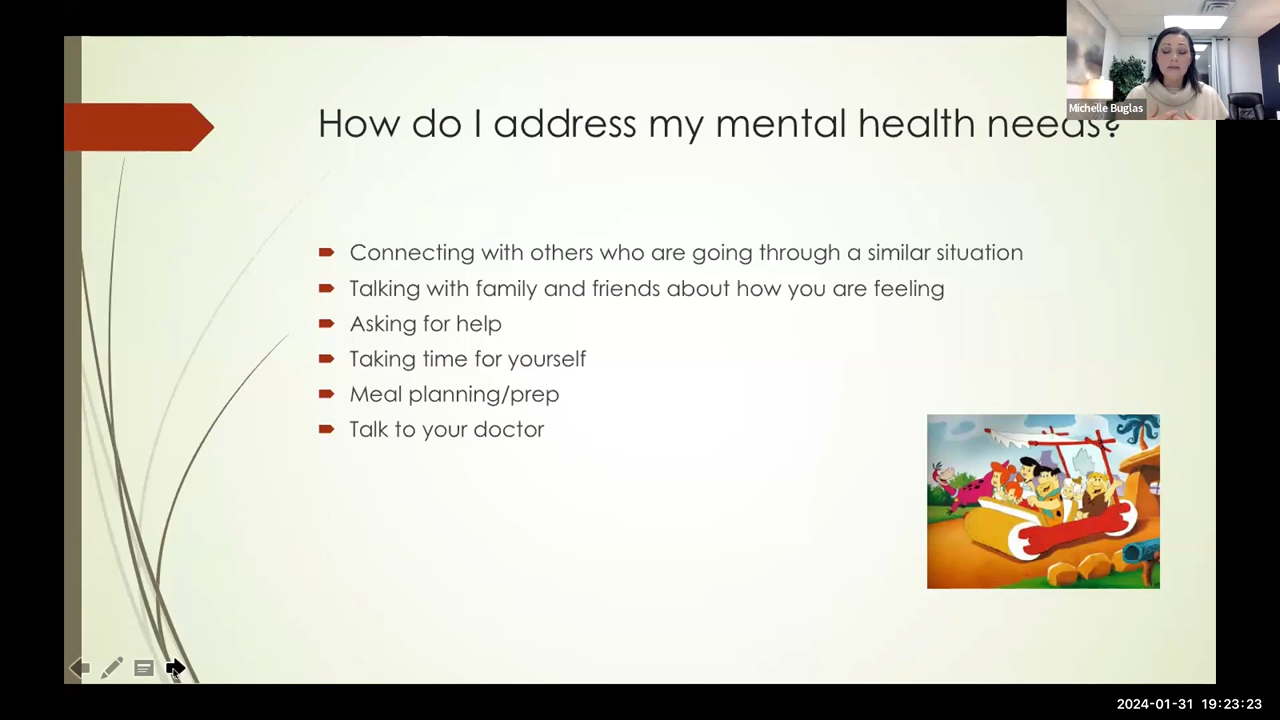 How do I address my mental health needs?
Michelle Buglas
Connecting with others who are going through a similar situation
Talking with family and friends about how you are feeling
Asking for help
Taking time for yourself
Meal planning/prep
Talk to your doctor
2024-01-31 19:23:23